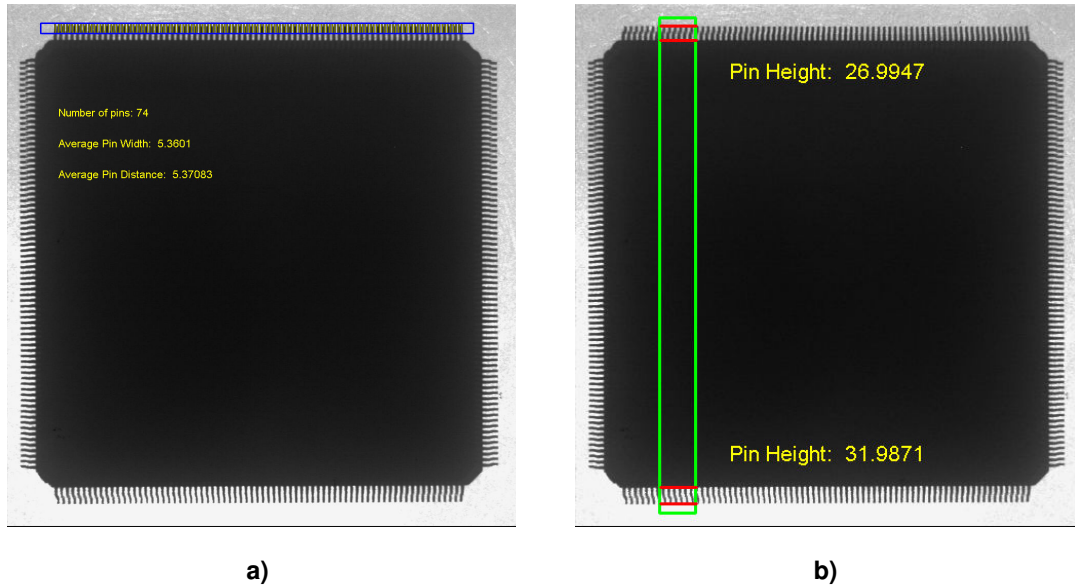 Number of pins: 74
Average Pin Width: 5.3601
Average Pin Distance: 5.37083
Pin Height: 26.9947
Pin Height: 31.9871
a)
b)